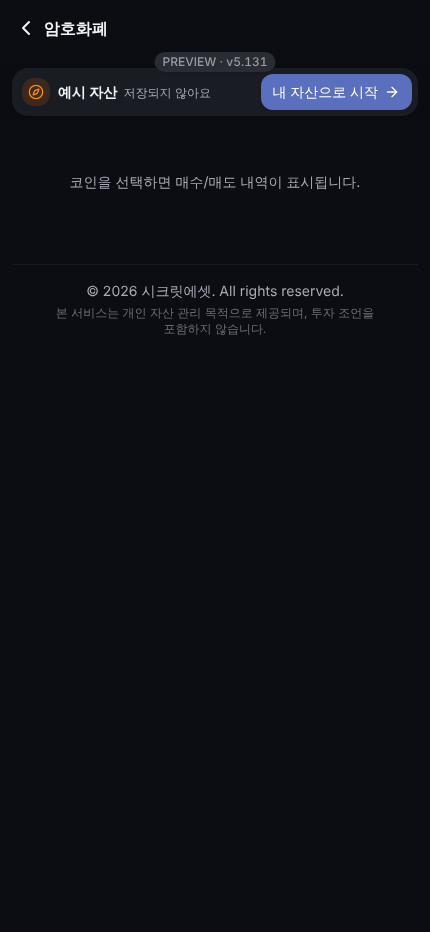 암호화폐
PREVIEW · v5.131
예시 자산 저장되지 않아요
내 자산으로 시작
코인을 선택하면 매수/매도 내역이 표시됩니다.
© 2026 시크릿에셋. All rights reserved.
본 서비스는 개인 자산 관리 목적으로 제공되며, 투자 조언을
포함하지 않습니다.